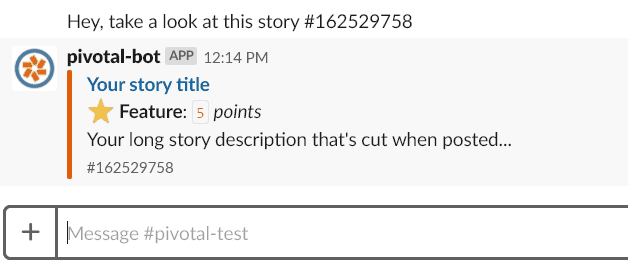 Hey, take a look at this story #162529758
pivotal-bot APP 12:14 PM
Your story title
Feature: 5 points
Your long story description that's cut when posted...
#162529758
Message #pivotal-test